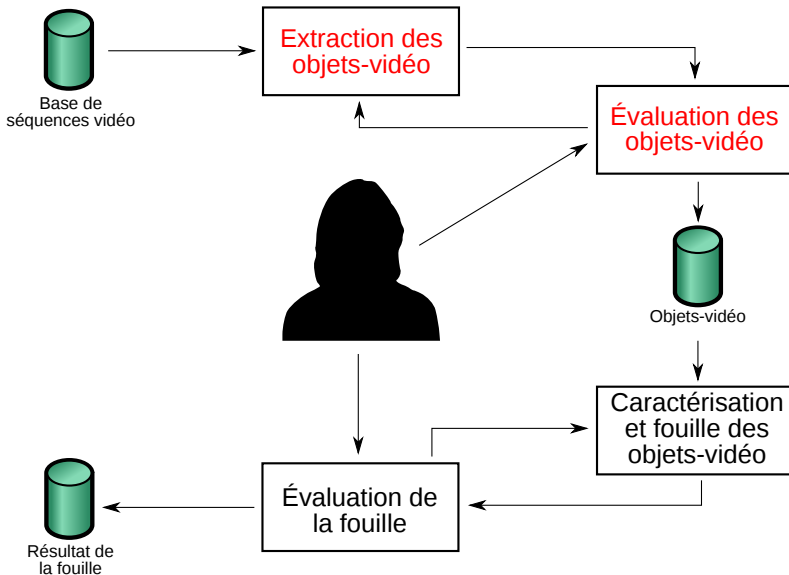 Extraction des
objets-vidéo
Base de
séquences vidéo
Évaluation des
objets-vidéo
Objets-vidéo
Caractérisation
et fouille des
objets-vidéo
Évaluation de
la fouille
Résultat de
la fouille